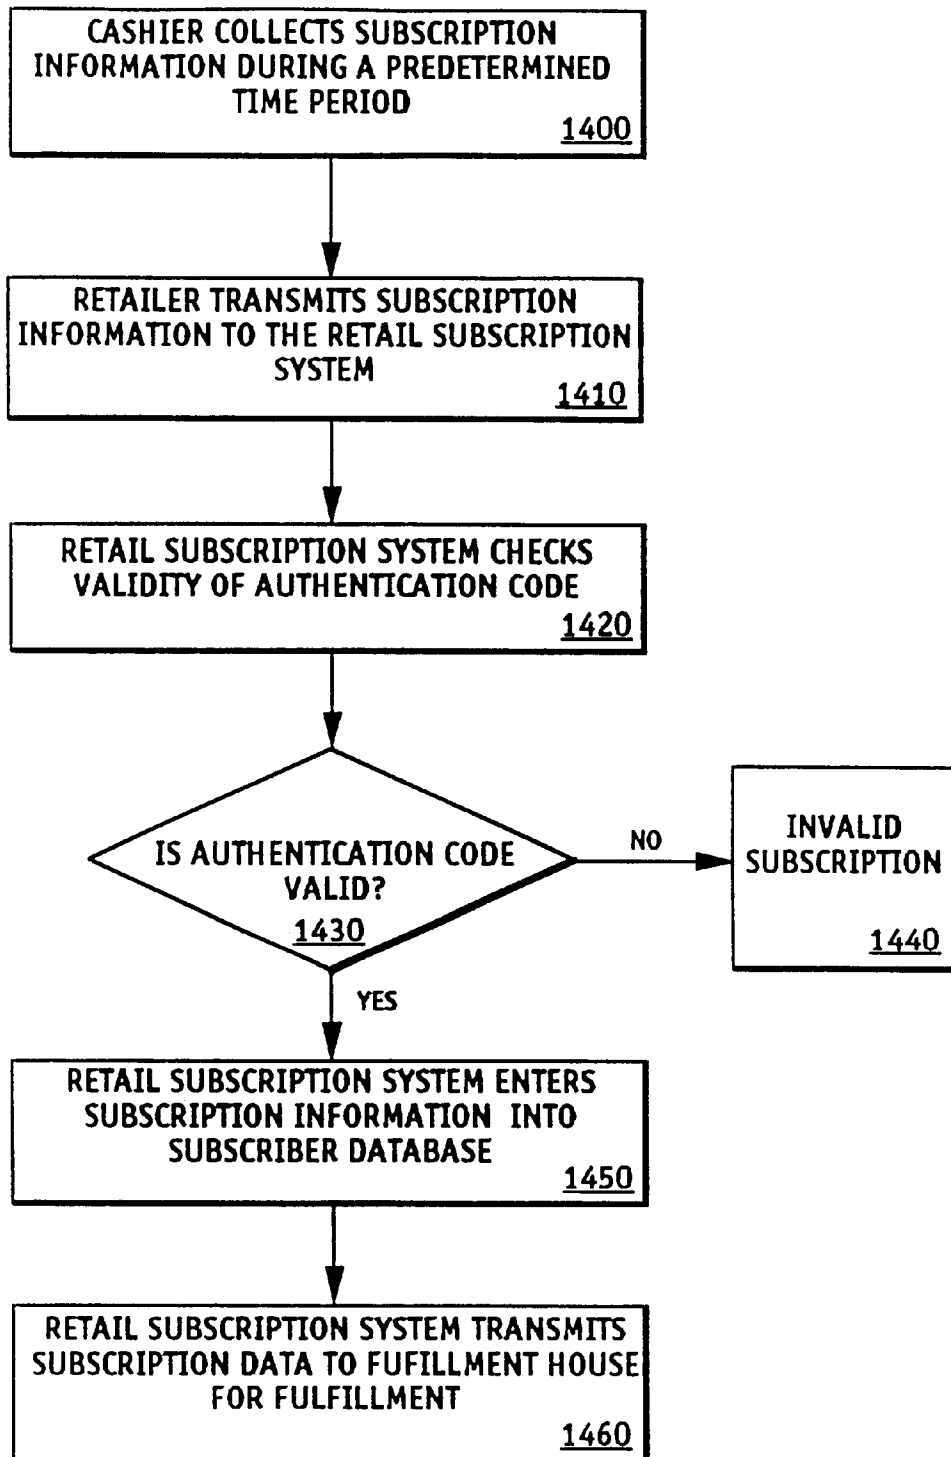 CASHIER COLLECTS SUBSCRIPTION
INFORMATION DURING A PREDETERMINED
TIME PERIOD
1400
RETAILER TRANSMITS SUBSCRIPTION
INFORMATION TO THE RETAIL SUBSCRIPTION
SYSTEM
1410
RETAIL SUBSCRIPTION SYSTEM CHECKS
VALIDITY OF AUTHENTICATION CODE
1420
IS AUTHENTICATION CODE
VALID?
1430
NO
INVALID
SUBSCRIPTION
1440
YES
RETAIL SUBSCRIPTION SYSTEM ENTERS
SUBSCRIPTION INFORMATION INTO
SUBSCRIBER DATABASE
1450
RETAIL SUBSCRIPTION SYSTEM TRANSMITS
SUBSCRIPTION DATA TO FUFILLMENT HOUSE
FOR FULFILLMENT
1460